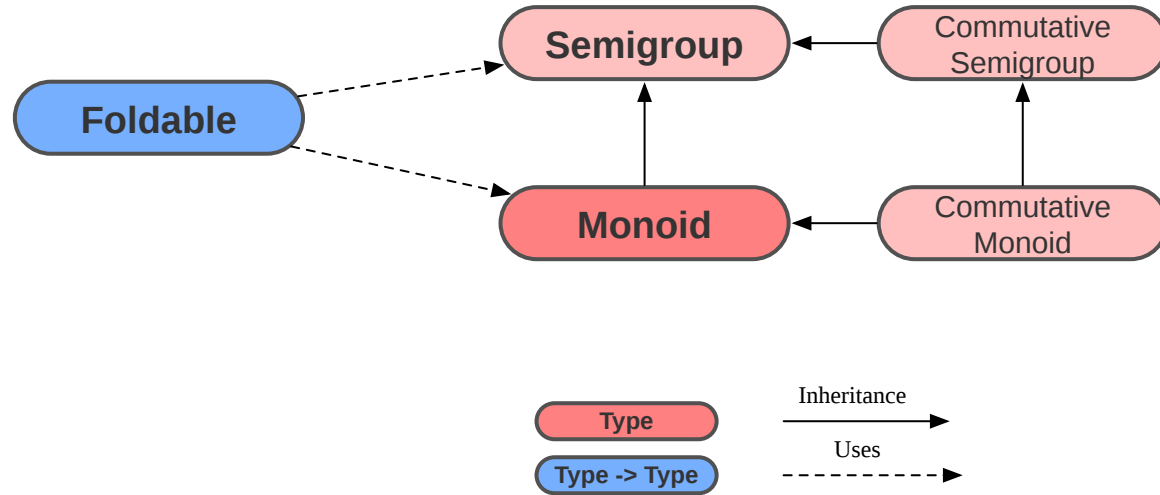 Semigroup
Commutative
Semigroup
Foldable
Monoid
Commutative
Monoid
Type
Inheritance
Type -> Type
Uses